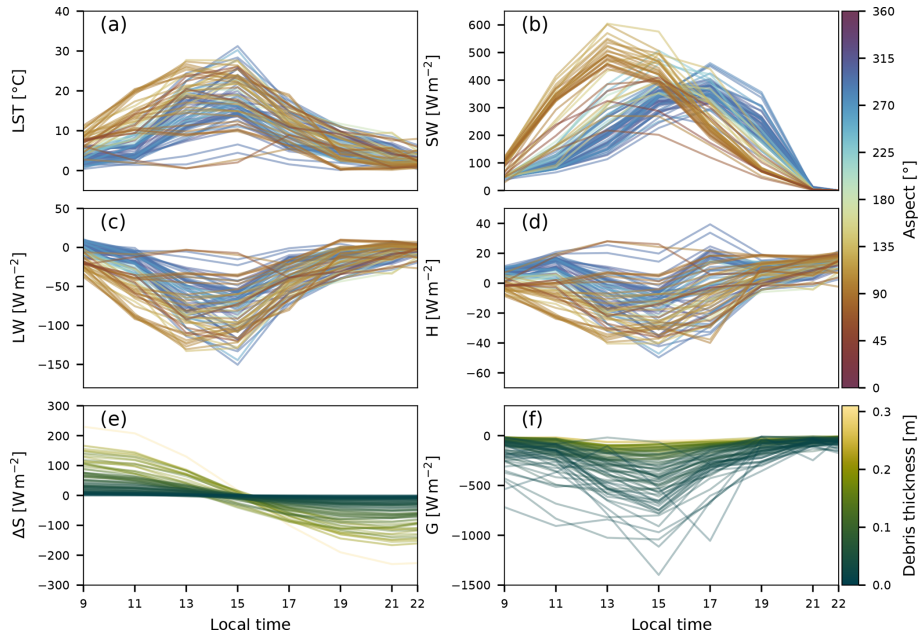 (a)
LST [°C]
40
30
20
10
0
(b)
SW [W m−2]
600
500
400
300
200
100
0
360
315
270
225
180
135
90
45
0
Aspect [°]
(c)
LW [W m−2]
50
0
−50
−100
−150
(d)
H [W m−2]
40
20
0
−20
−40
−60
(e)
ΔS [W m−2]
300
200
100
0
−100
−200
−300
9 11 13 15 17 19 21 22
Local time
(f)
G [W m−2]
0
−500
−1000
−1500
9 11 13 15 17 19 21 22
Local time
0.3
0.2
0.1
0.0
Debris thickness [m]